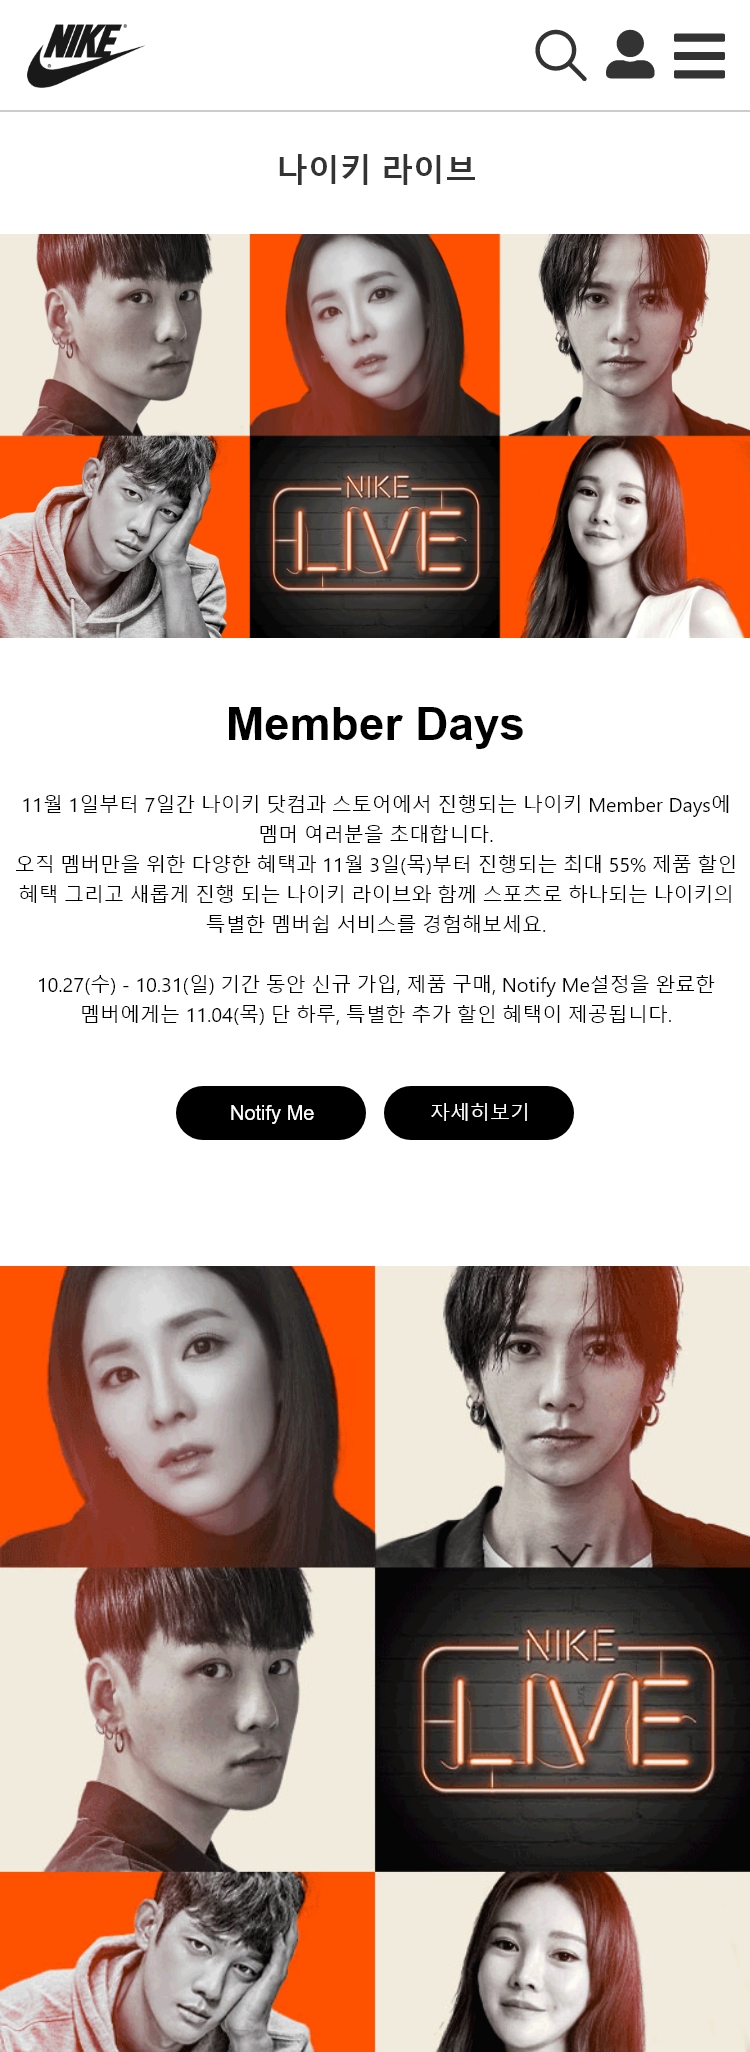 NIKE
나이키 라이브
NIKE
LIVE
Member Days
11월 1일부터 7일간 나이키 닷컴과 스토어에서 진행되는 나이키 Member Days에
멤머 여러분을 초대합니다.
오직 멤버만을 위한 다양한 혜택과 11월 3일(목)부터 진행되는 최대 55% 제품 할인
혜택 그리고 새롭게 진행 되는 나이키 라이브와 함께 스포츠로 하나되는 나이키의
특별한 멤버쉽 서비스를 경험해보세요.
10.27(수) - 10.31(일) 기간 동안 신규 가입, 제품 구매, Notify Me설정을 완료한
멤버에게는 11.04(목) 단 하루, 특별한 추가 할인 혜택이 제공됩니다.
Notify Me 자세히보기
NIKE
LIVE